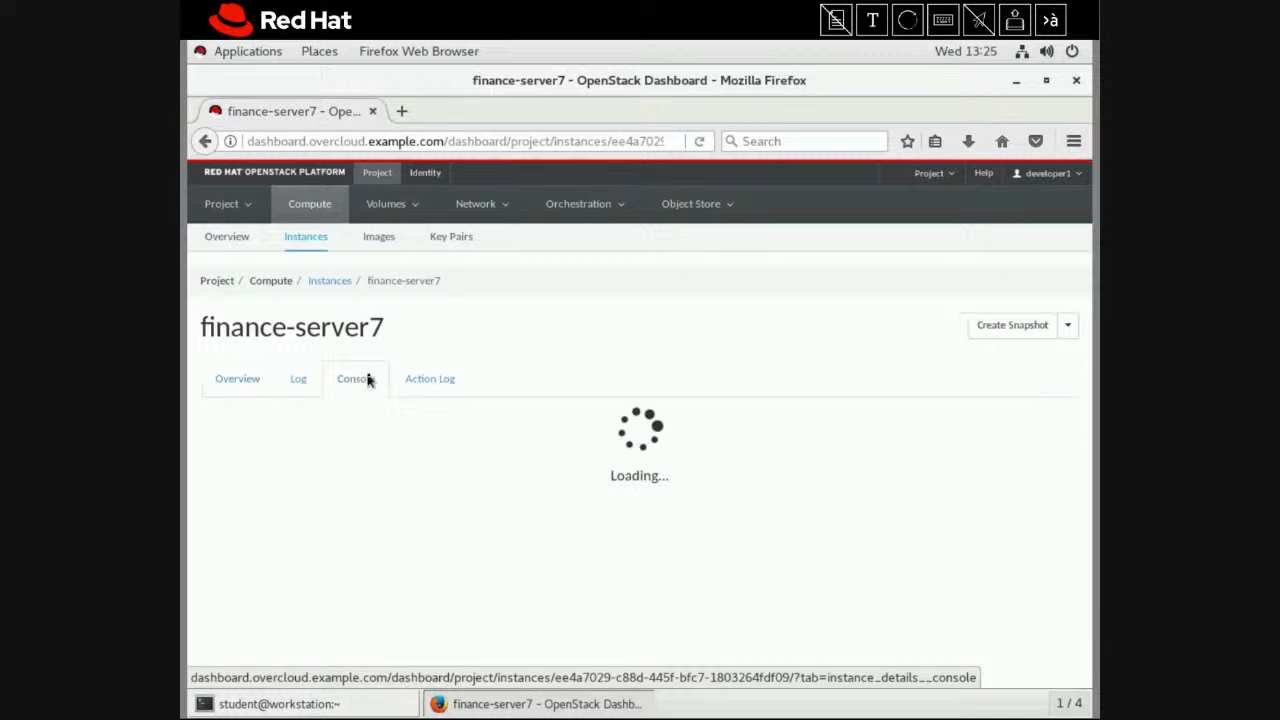 Red Hat
T
>à
Applications Places Firefox Web Browser Wed 13:25
finance-server7 - OpenStack Dashboard - Mozilla Firefox
finance-server7 - Ope...
dashboard.overcloud.example.com/dashboard/project/instances/ee4a7029 Search
RED HAT OPENSTACK PLATFORM Project Identity Project Help developer1
Project Compute Volumes Network Orchestration Object Store
Overview Instances Images Key Pairs
Project / Compute / Instances / finance-server7
finance-server7
Create Snapshot
Overview Log Console Action Log
Loading...
dashboard.overcloud.example.com/dashboard/project/instances/ee4a7029-c88d-445f-bfc7-1803264fdf09/?tab=instance_details__console
student@workstation:~ finance-server7 - OpenStack Dashb... 1 / 4